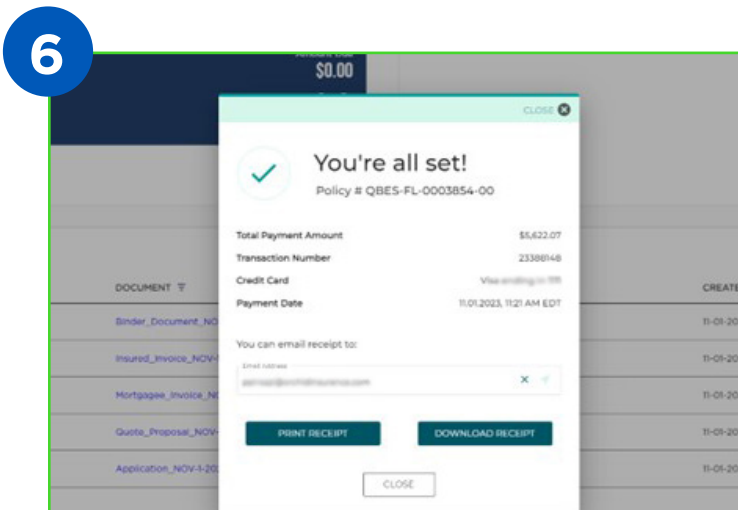 6
$0.00
CLOSE
You're all set!
Policy # QBES-FL-0003854-00
Total Payment Amount $5,622.07
Transaction Number 23388148
Credit Card
Payment Date 11.01.2023, 11:21 AM EDT
DOCUMENT CREATE
Binder_Document_NO 11-01-20
You can email receipt to:
Insured_Invoice_NOV- 11-01-20
Email Address
Mortgagee_Invoice_N 11-01-20
PRINT RECEIPT DOWNLOAD RECEIPT
Quote_Proposal_NOV- 11-01-20
Application_NOV-1-20 11-01-20
CLOSE